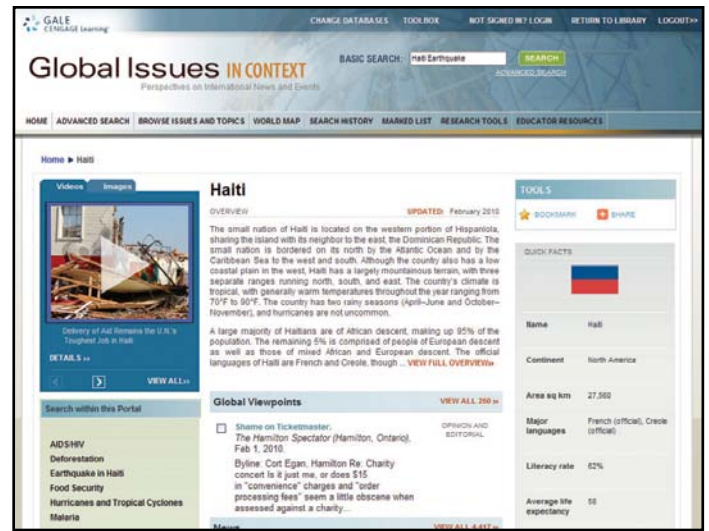 GALE
CENGAGE Learning
CHANGE DATABASES TOOLBOX NOT SIGNED IN? LOGIN RETURN TO LIBRARY LOGOUT>>
Global Issues IN CONTEXT
Perspectives on International News and Events
BASIC SEARCH: Haiti Earthquake SEARCH
ADVANCED SEARCH
HOME ADVANCED SEARCH BROWSE ISSUES AND TOPICS WORLD MAP SEARCH HISTORY MARKED LIST RESEARCH TOOLS EDUCATOR RESOURCES
Home ▶ Haiti
Videos Images
Delivery of Aid Remains the U.N.'s
Toughest Job in Haiti
DETAILS »
VIEW ALL»
Search within this Portal
AIDS/HIV
Deforestation
Earthquake in Haiti
Food Security
Hurricanes and Tropical Cyclones
Malaria
Haiti
OVERVIEW UPDATED: February 2010
The small nation of Haiti is located on the western portion of Hispaniola,
sharing the island with its neighbor to the east, the Dominican Republic. The
small nation is bordered on its north by the Atlantic Ocean and by the
Caribbean Sea to the west and south. Although the country also has a low
coastal plain in the west, Haiti has a largely mountainous terrain, with three
separate ranges running north, south, and east. The country's climate is
tropical, with generally warm temperatures throughout the year ranging from
70°F to 90°F. The country has two rainy seasons (April–June and October–
November), and hurricanes are not uncommon.
A large majority of Haitians are of African descent, making up 95% of the
population. The remaining 5% is comprised of people of European descent
as well as those of mixed African and European descent. The official
languages of Haiti are French and Creole, though ... VIEW FULL OVERVIEW»
Global Viewpoints VIEW ALL 250 »
Shame on Ticketmaster.
The Hamilton Spectator (Hamilton, Ontario),
Feb 1, 2010.
Byline: Cort Egan, Hamilton Re: Charity
concert Is it just me, or does $15
in "convenience" charges and "order
processing fees" seem a little obscene when
assessed against a charity...
OPINION AND
EDITORIAL
News VIEW ALL 4,417 »
TOOLS
BOOKMARK SHARE
QUICK FACTS
Name Haiti
Continent North America
Area sq km 27,560
Major languages French (official), Creole (official)
Literacy rate 62%
Average life expectancy 58